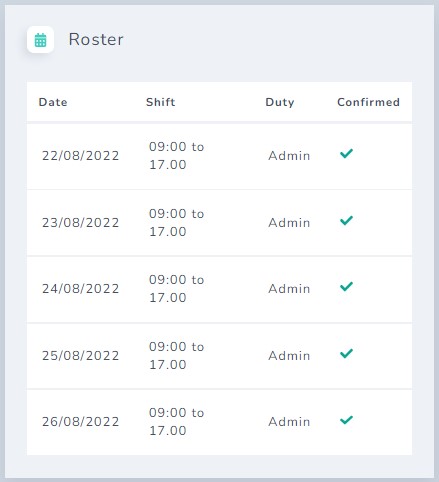 Roster
Date Shift Duty Confirmed
22/08/2022 09:00 to 17.00 Admin
23/08/2022 09:00 to 17.00 Admin
24/08/2022 09:00 to 17.00 Admin
25/08/2022 09:00 to 17.00 Admin
26/08/2022 09:00 to 17.00 Admin